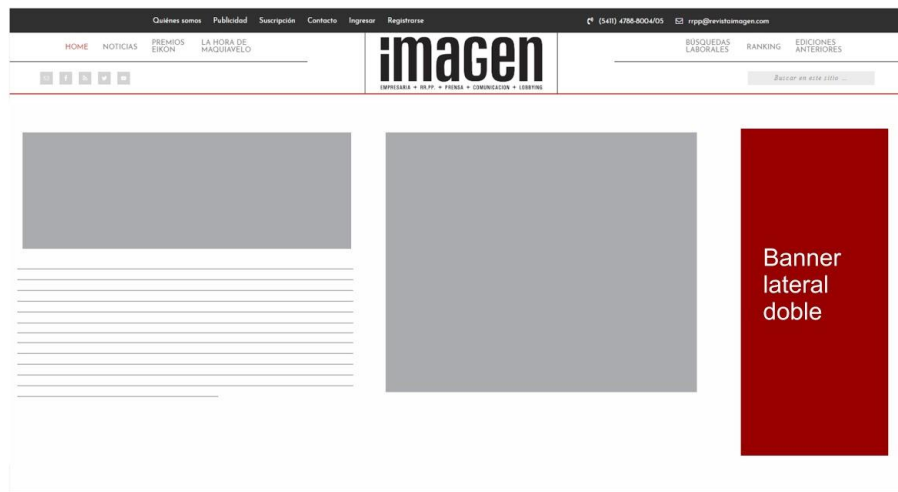 Quiénes somos Publicidad Suscripción Contacto Ingresar Registrarse (5411) 4788-8004/05 rrpp@revistaimagen.com
HOME NOTICIAS PREMIOS EIKON LA HORA DE MAQUIAVELO
imagen
EMPRESARIA + RR.PP. + PRENSA + COMUNICACION + LOBBYING
BÚSQUEDAS LABORALES RANKING EDICIONES ANTERIORES
Buscar en este sitio ...
Banner
lateral
doble